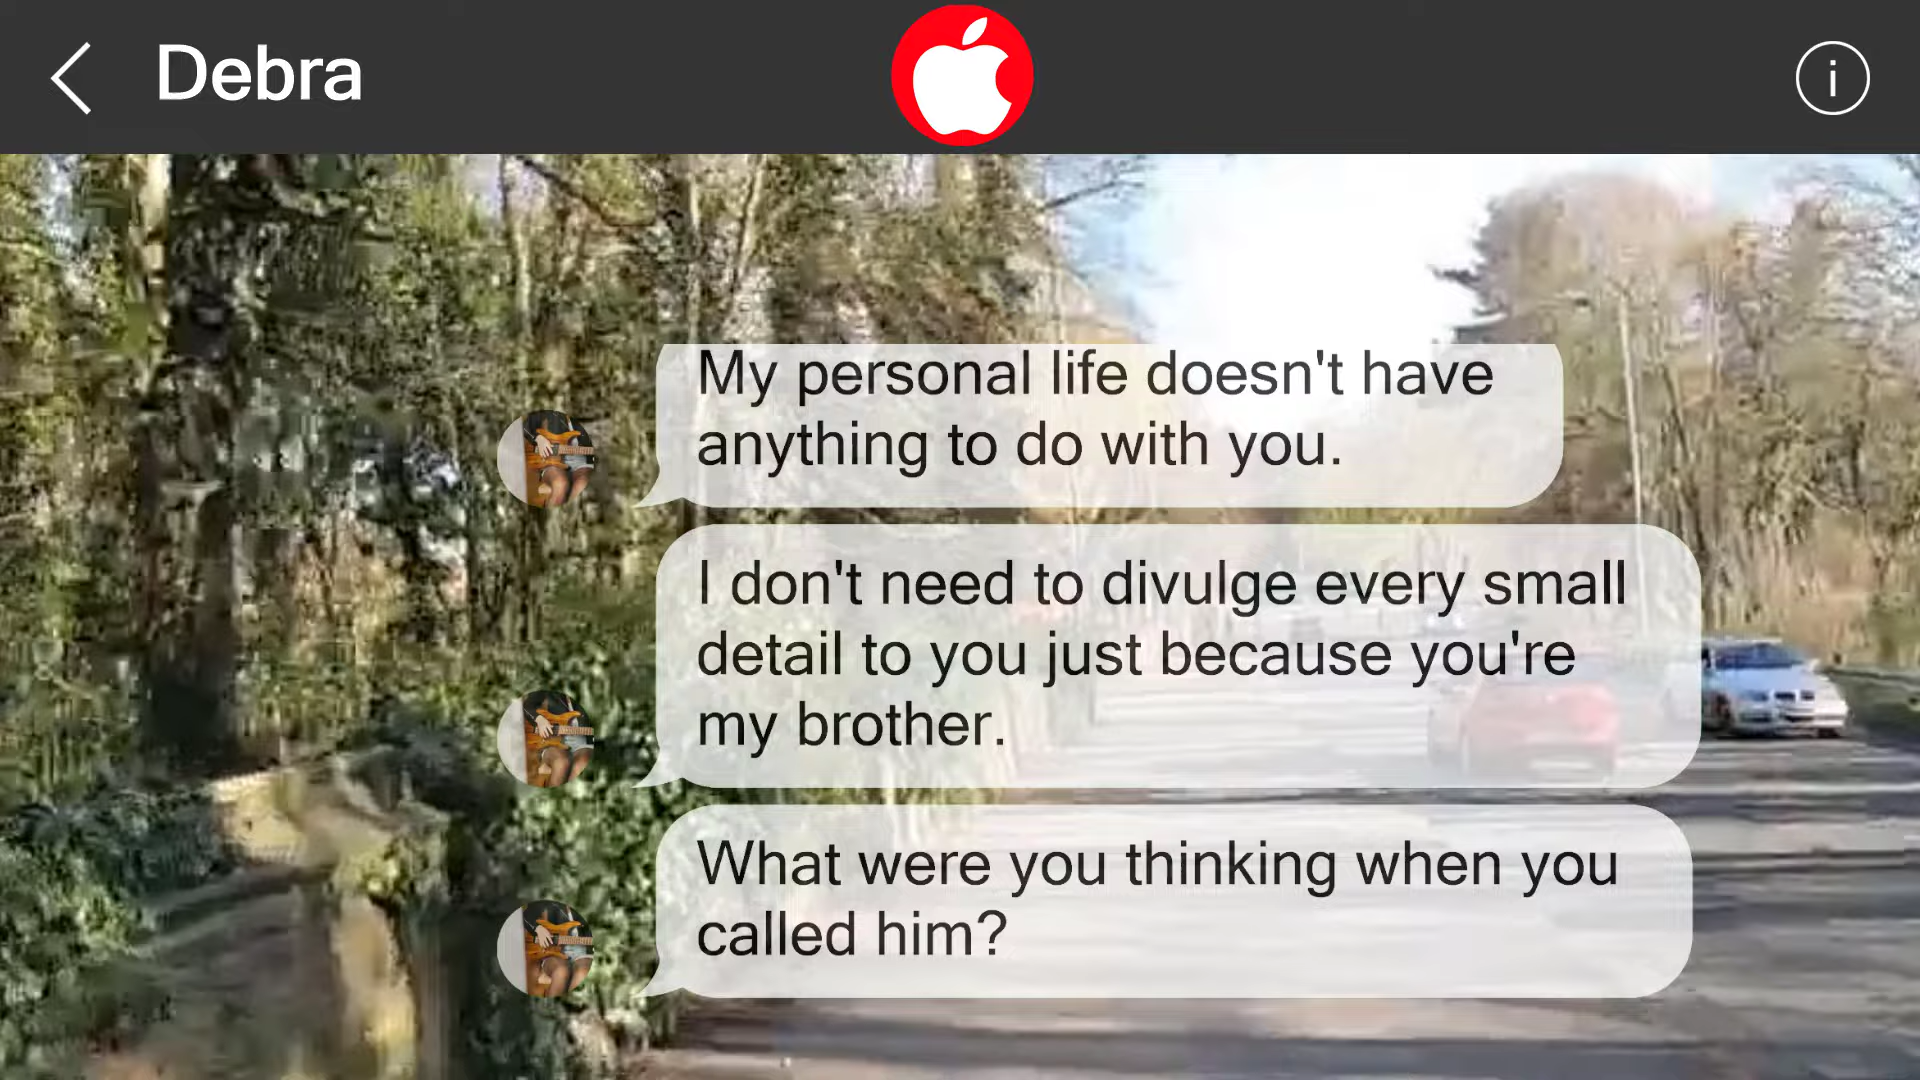 Debra
i
My personal life doesn't have
anything to do with you.
I don't need to divulge every small
detail to you just because you're
my brother.
What were you thinking when you
called him?